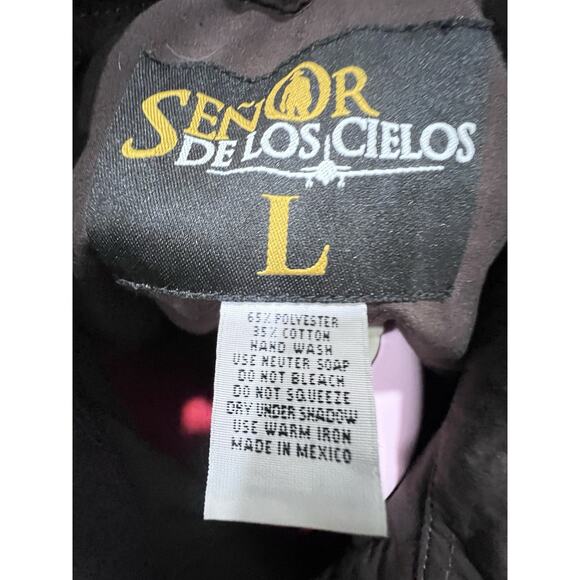 SEÑOR
DE LOS CIELOS
L
65% POLYESTER
35% COTTON
HAND WASH
USE NEUTER SOAP
DO NOT BLEACH
DO NOT SQUEEZE
DRY UNDER SHADOW
USE WARM IRON
MADE IN MEXICO